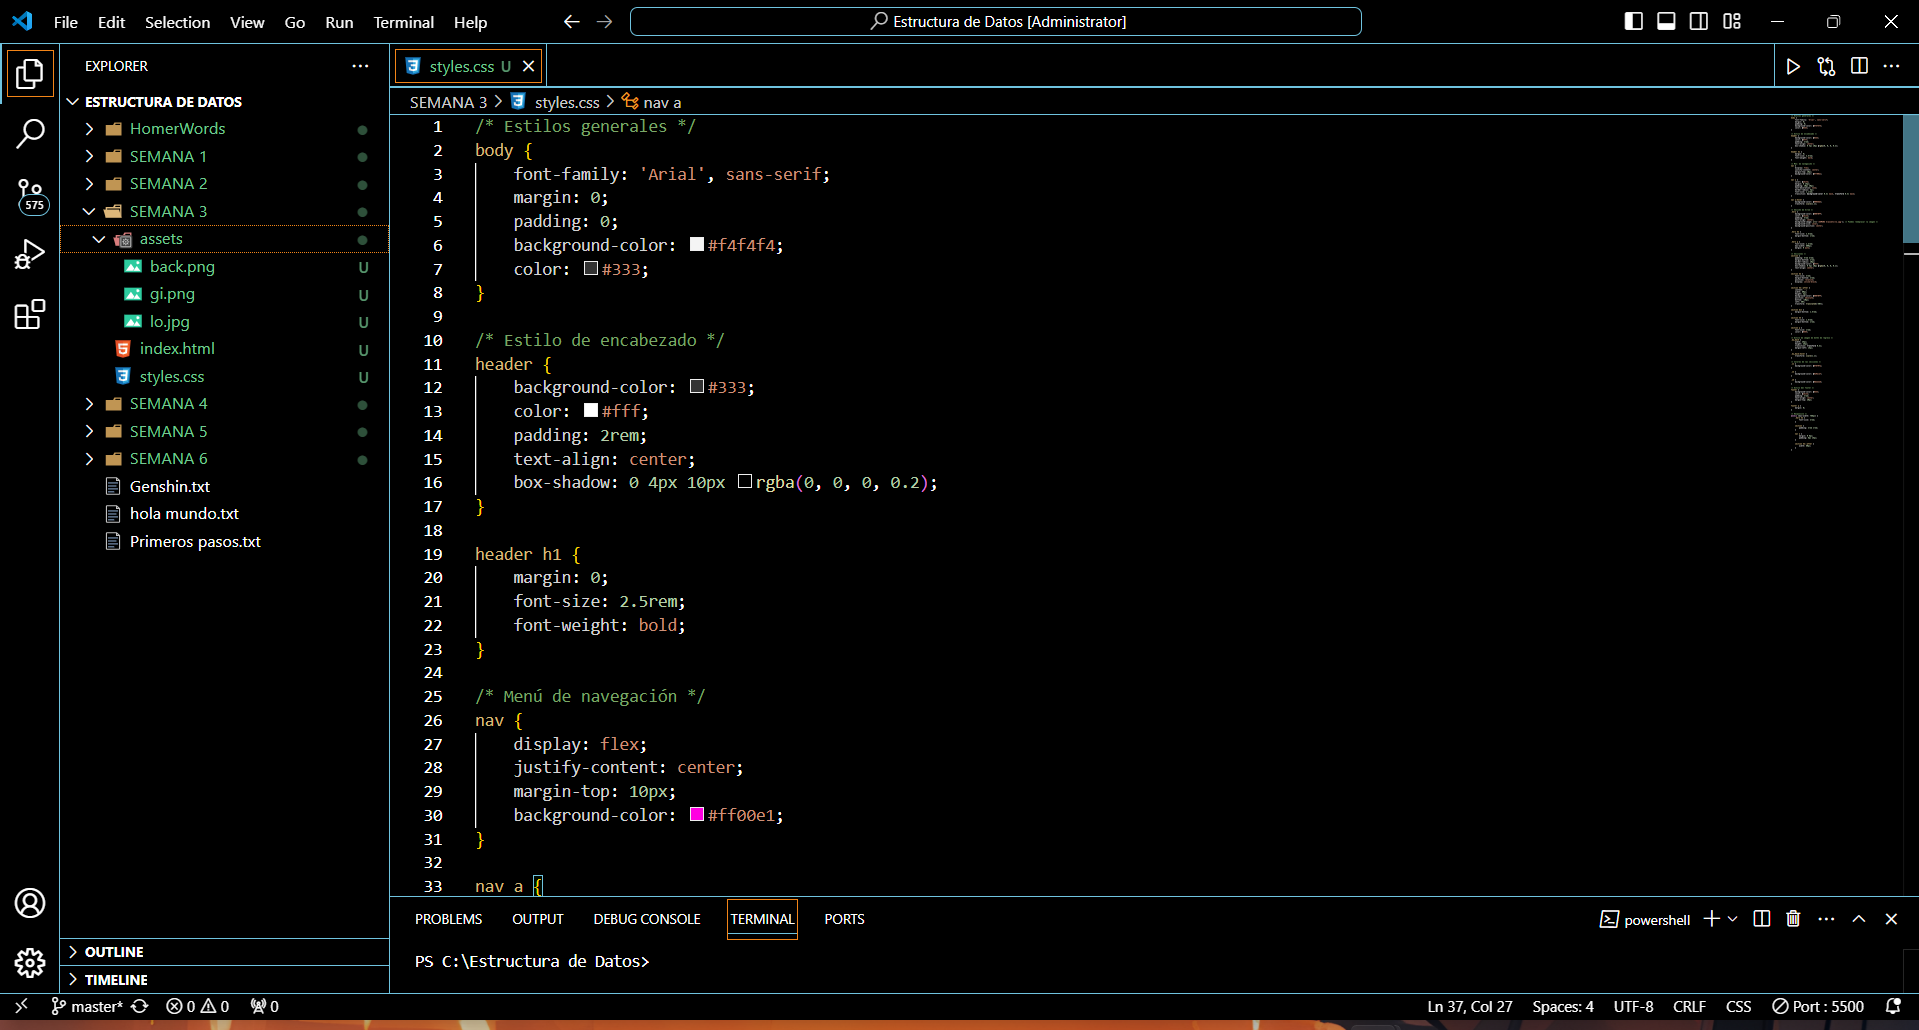 File Edit Selection View Go Run Terminal Help
Estructura de Datos [Administrator]
EXPLORER
ESTRUCTURA DE DATOS
HomerWords
SEMANA 1
SEMANA 2
575
SEMANA 3
assets
back.png U
gi.png U
lo.jpg U
index.html U
styles.css U
SEMANA 4
SEMANA 5
SEMANA 6
Genshin.txt
hola mundo.txt
Primeros pasos.txt
OUTLINE
TIMELINE
styles.css U
SEMANA 3 > styles.css > nav a
1 /* Estilos generales */
2 body {
3 font-family: 'Arial', sans-serif;
4 margin: 0;
5 padding: 0;
6 background-color: #f4f4f4;
7 color: #333;
8 }
9
10 /* Estilo de encabezado */
11 header {
12 background-color: #333;
13 color: #fff;
14 padding: 2rem;
15 text-align: center;
16 box-shadow: 0 4px 10px rgba(0, 0, 0, 0.2);
17 }
18
19 header h1 {
20 margin: 0;
21 font-size: 2.5rem;
22 font-weight: bold;
23 }
24
25 /* Menú de navegación */
26 nav {
27 display: flex;
28 justify-content: center;
29 margin-top: 10px;
30 background-color: #ff00e1;
31 }
32
33 nav a {
PROBLEMS OUTPUT DEBUG CONSOLE TERMINAL PORTS
powershell
PS C:\Estructura de Datos>
master* 0 0 0
Ln 37, Col 27 Spaces: 4 UTF-8 CRLF CSS Port : 5500